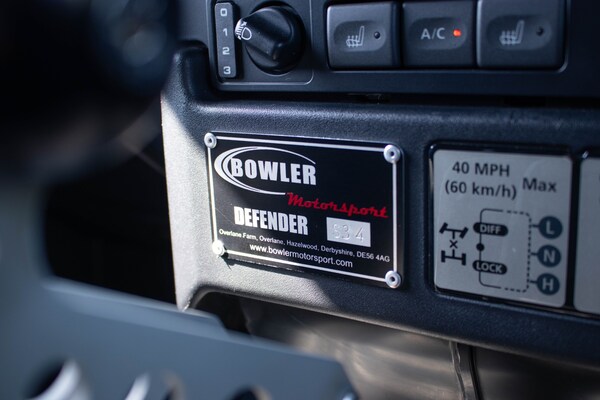 0
1
2
3
A/C
BOWLER
Motorsport
DEFENDER 534
Overlane Farm, Overlane, Hazelwood, Derbyshire, DE56 4AG
www.bowlermotorsport.com
40 MPH
(60 km/h) Max
DIFF
LOCK
L
N
H